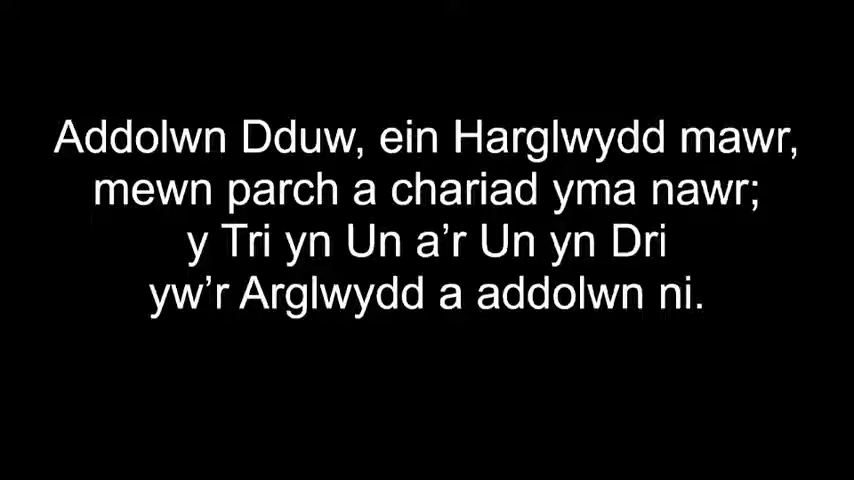 Addolwn Dduw, ein Harglwydd mawr,
mewn parch a chariad yma nawr;
y Tri yn Un a’r Un yn Dri
yw’r Arglwydd a addolwn ni.